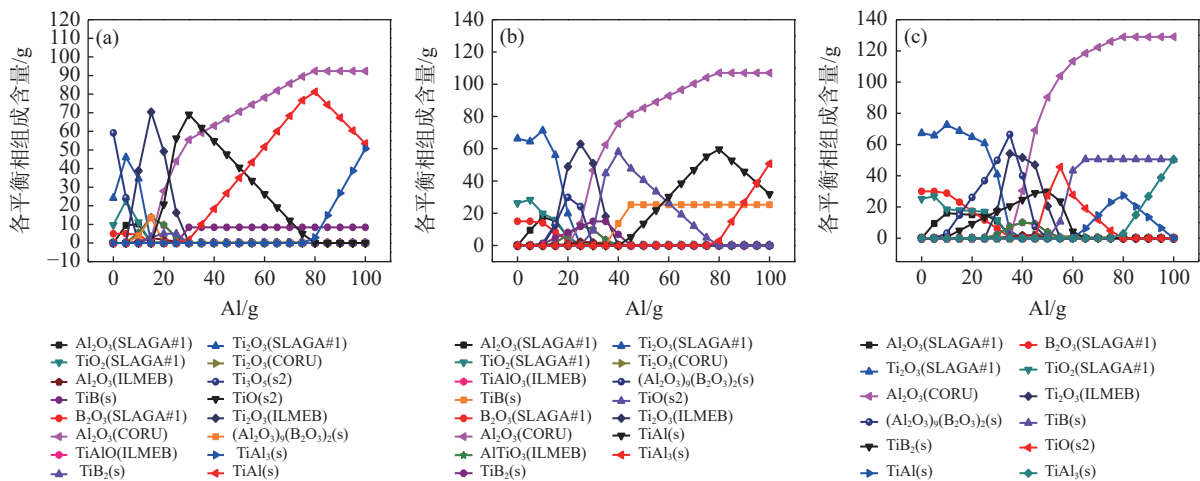 (a)
120
110
100
90
80
70
60
50
40
30
20
10
0
−10
各平衡相组成含量/g
0 20 40 60 80 100
Al/g
(b)
140
120
100
80
60
40
20
0
各平衡相组成含量/g
0 20 40 60 80 100
Al/g
(c)
140
120
100
80
60
40
20
0
各平衡相组成含量/g
0 20 40 60 80 100
Al/g
Al₂O₃(SLAGA#1) Ti₂O₃(SLAGA#1)
TiO₂(SLAGA#1) Ti₂O₃(CORU)
Al₂O₃(ILMEB) Ti₃O₅(s2)
TiB(s) TiO(s2)
B₂O₃(SLAGA#1) Ti₂O₃(ILMEB)
Al₂O₃(CORU) (Al₂O₃)₉(B₂O₃)₂(s)
TiAlO(ILMEB) TiAl₃(s)
TiB₂(s) TiAl(s)
Al₂O₃(SLAGA#1) Ti₂O₃(SLAGA#1)
TiO₂(SLAGA#1) Ti₂O₃(CORU)
TiAlO₃(ILMEB) (Al₂O₃)₉(B₂O₃)₂(s)
TiB(s) TiO(s2)
B₂O₃(SLAGA#1) Ti₂O₃(ILMEB)
Al₂O₃(CORU) TiAl(s)
AlTiO₃(ILMEB) TiAl₃(s)
TiB₂(s)
Al₂O₃(SLAGA#1) B₂O₃(SLAGA#1)
Ti₂O₃(SLAGA#1) TiO₂(SLAGA#1)
Al₂O₃(CORU) Ti₂O₃(ILMEB)
(Al₂O₃)₉(B₂O₃)₂(s) TiB(s)
TiB₂(s) TiO(s2)
TiAl(s) TiAl₃(s)